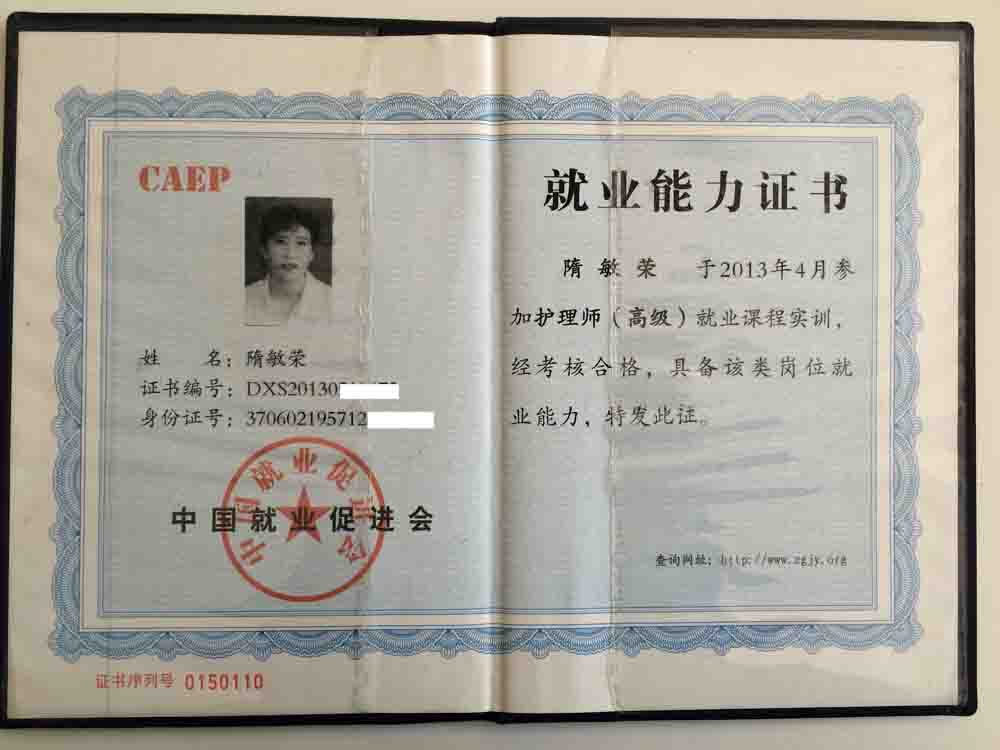 CAEP
姓 名：隋敏荣
证书编号：DXS20130
身份证号：370602195712
中国就业促进会
中国就业促进会
证书序列号 0150110
就业能力证书
隋敏荣 于2013年4月参
加护理师（高级）就业课程实训，
经考核合格，具备该类岗位就
业能力，特发此证。
查询网址：http://www.zgjy.org